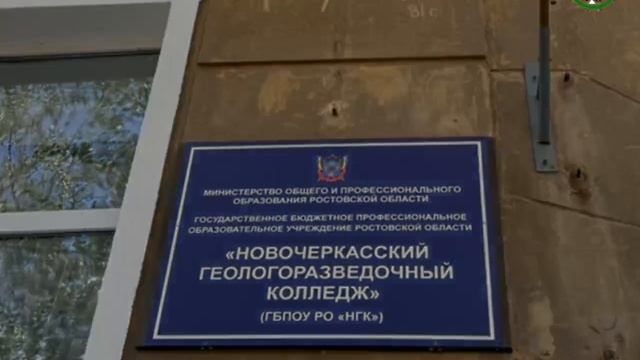 МИНИСТЕРСТВО ОБЩЕГО И ПРОФЕССИОНАЛЬНОГО
ОБРАЗОВАНИЯ РОСТОВСКОЙ ОБЛАСТИ
ГОСУДАРСТВЕННОЕ БЮДЖЕТНОЕ ПРОФЕССИОНАЛЬНОЕ
ОБРАЗОВАТЕЛЬНОЕ УЧРЕЖДЕНИЕ РОСТОВСКОЙ ОБЛАСТИ
«НОВОЧЕРКАССКИЙ
ГЕОЛОГОРАЗВЕДОЧНЫЙ
КОЛЛЕДЖ»
(ГБПОУ РО «НГК»)